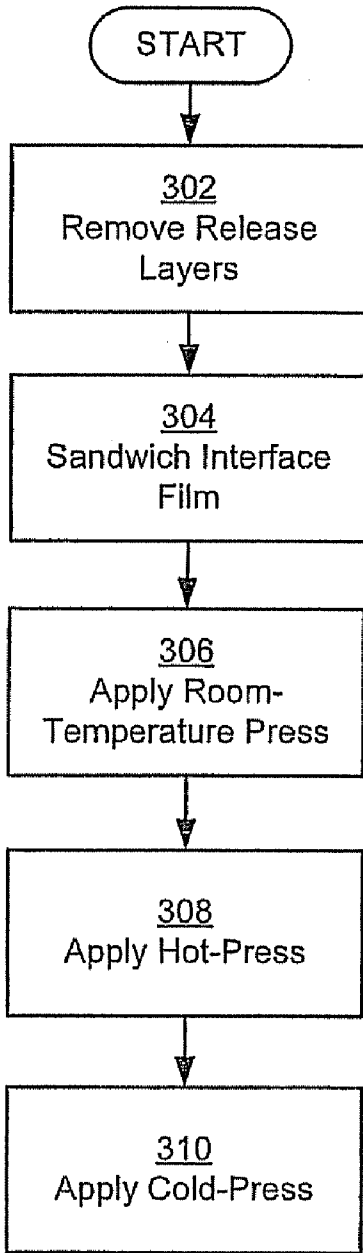 START
302
Remove Release
Layers
304
Sandwich Interface
Film
306
Apply Room-
Temperature Press
308
Apply Hot-Press
310
Apply Cold-Press